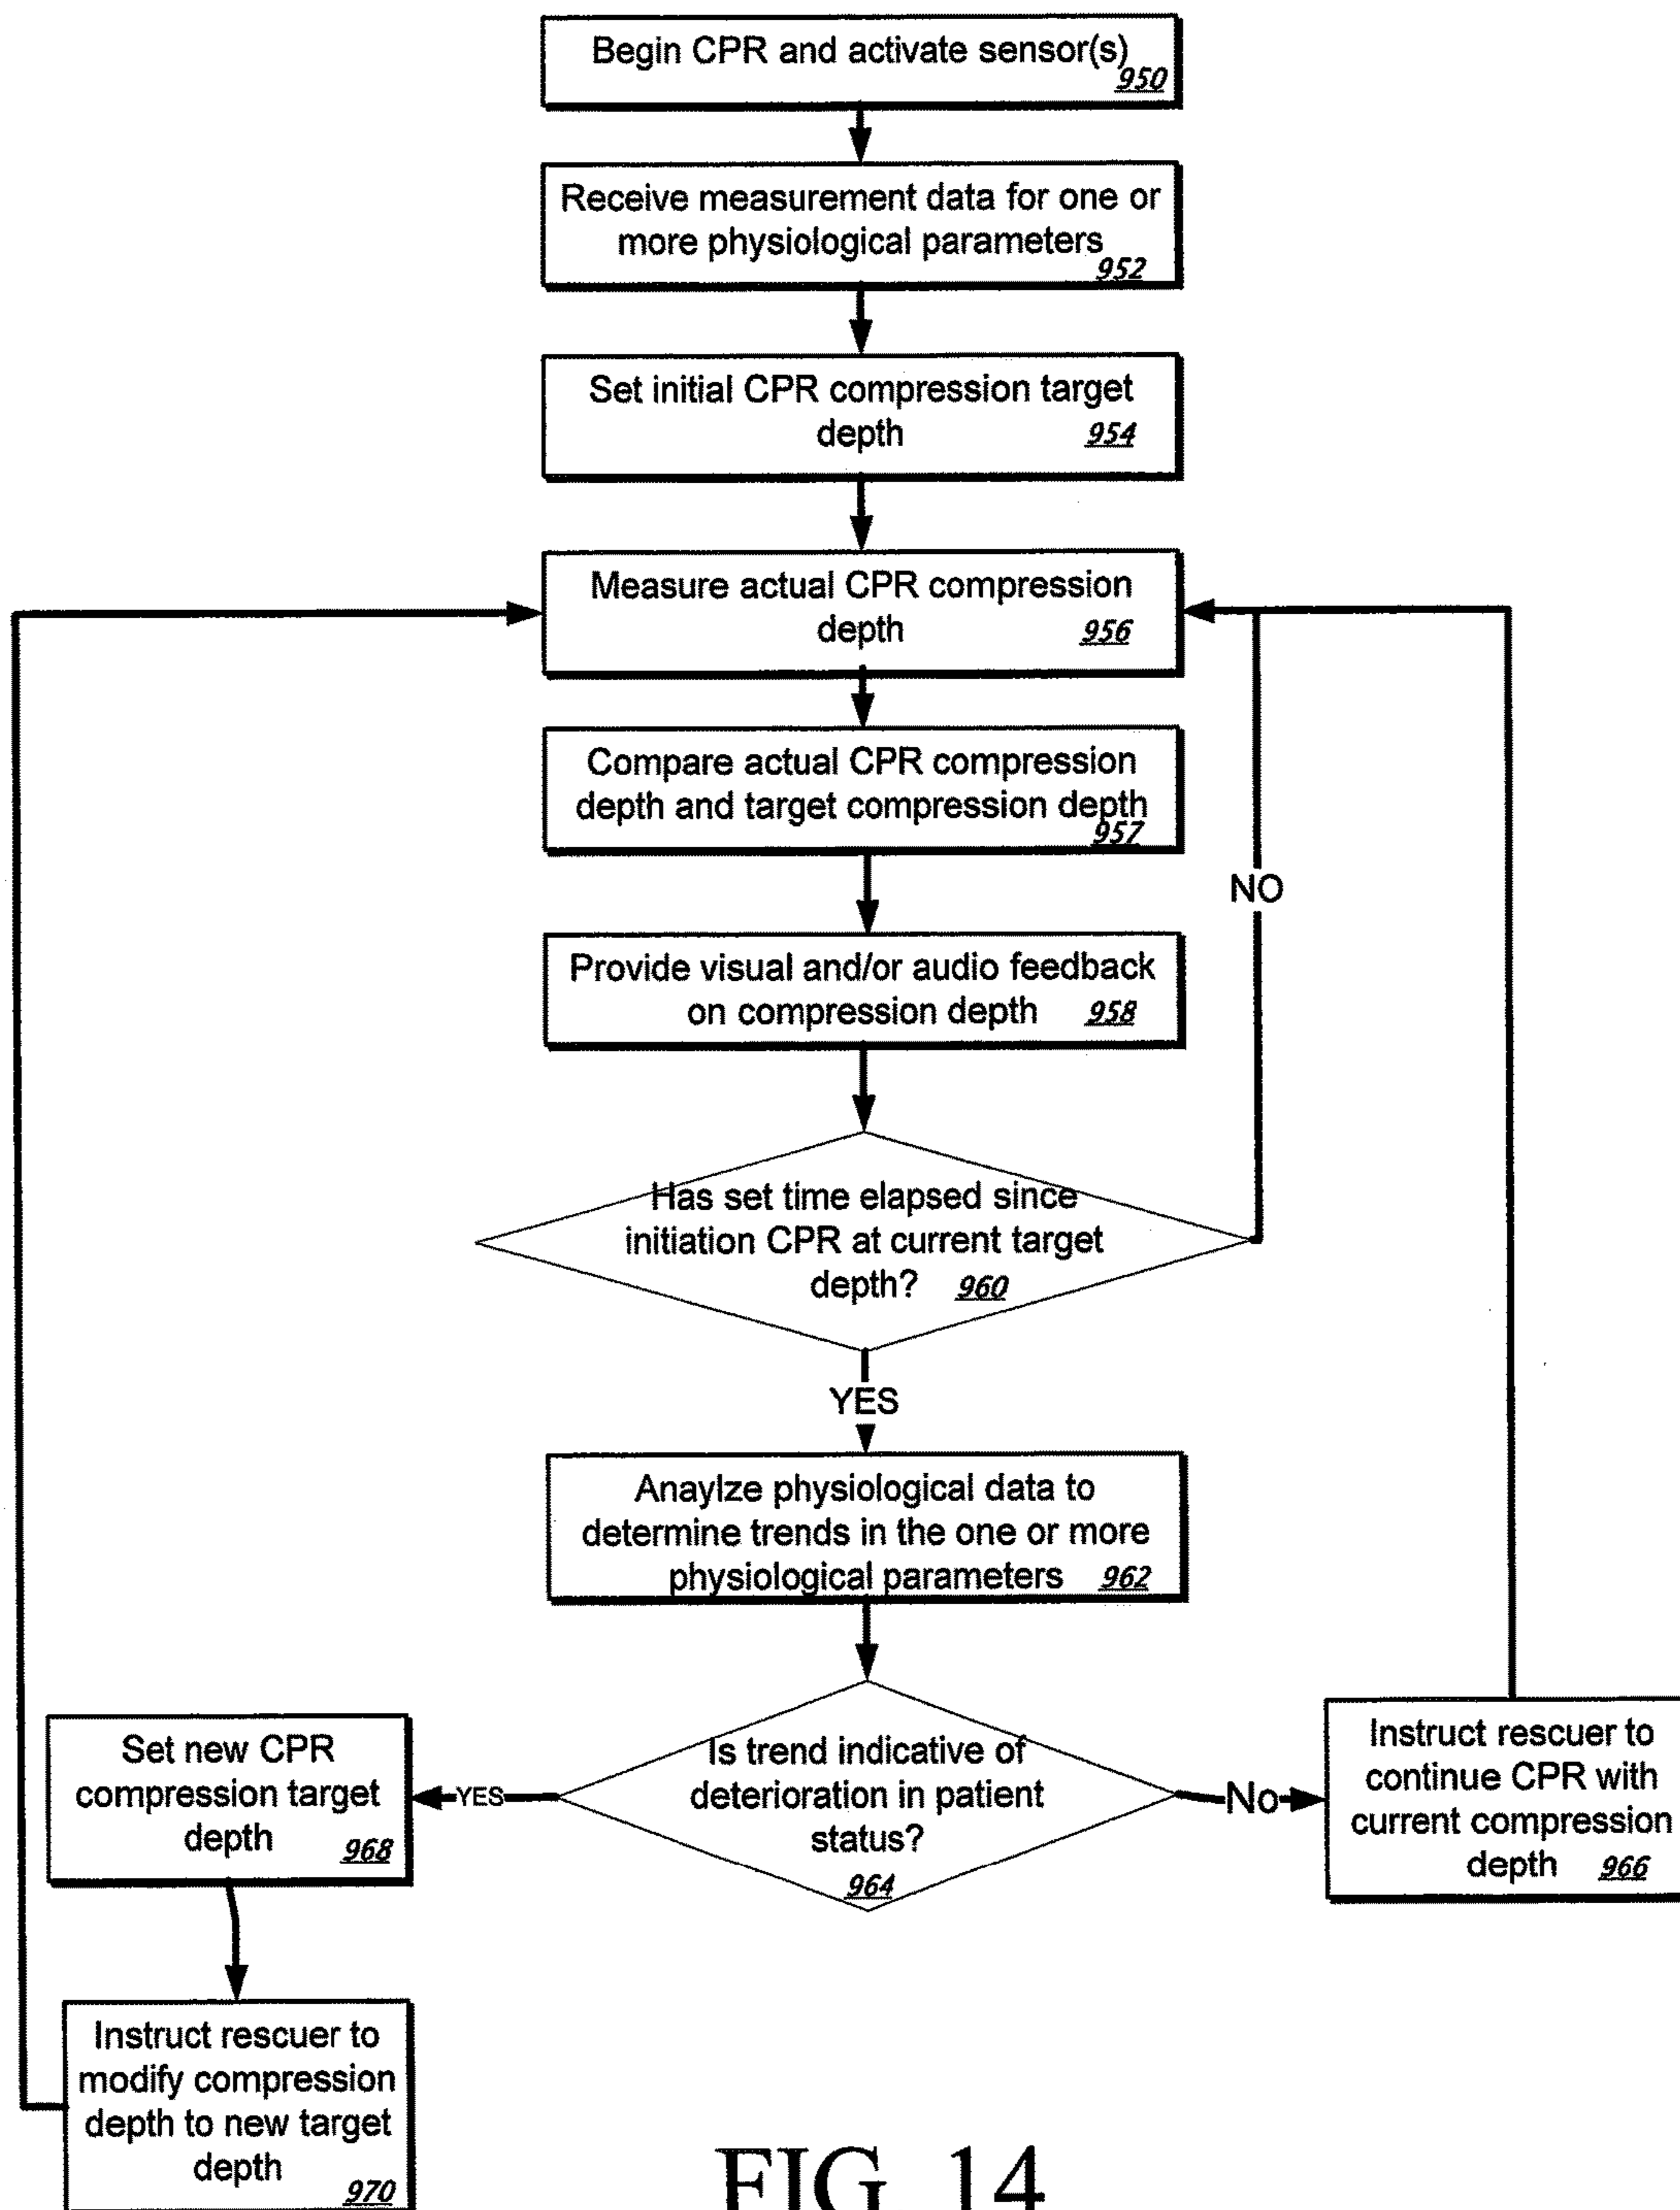 Begin CPR and activate sensor(s)
950
Receive measurement data for one or
more physiological parameters
952
Set initial CPR compression target
depth 954
Measure actual CPR compression
depth 956
Compare actual CPR compression
depth and target compression depth
957
NO
Provide visual and/or audio feedback
on compression depth 958
Has set time elapsed since
initiation CPR at current target
depth? 960
YES
Anaylze physiological data to
determine trends in the one or more
physiological parameters 962
Is trend indicative of
deterioration in patient
status?
964
YES
No
Set new CPR
compression target
depth 968
Instruct rescuer to
continue CPR with
current compression
depth 966
Instruct rescuer to
modify compression
depth to new target
depth
970
FIG. 14